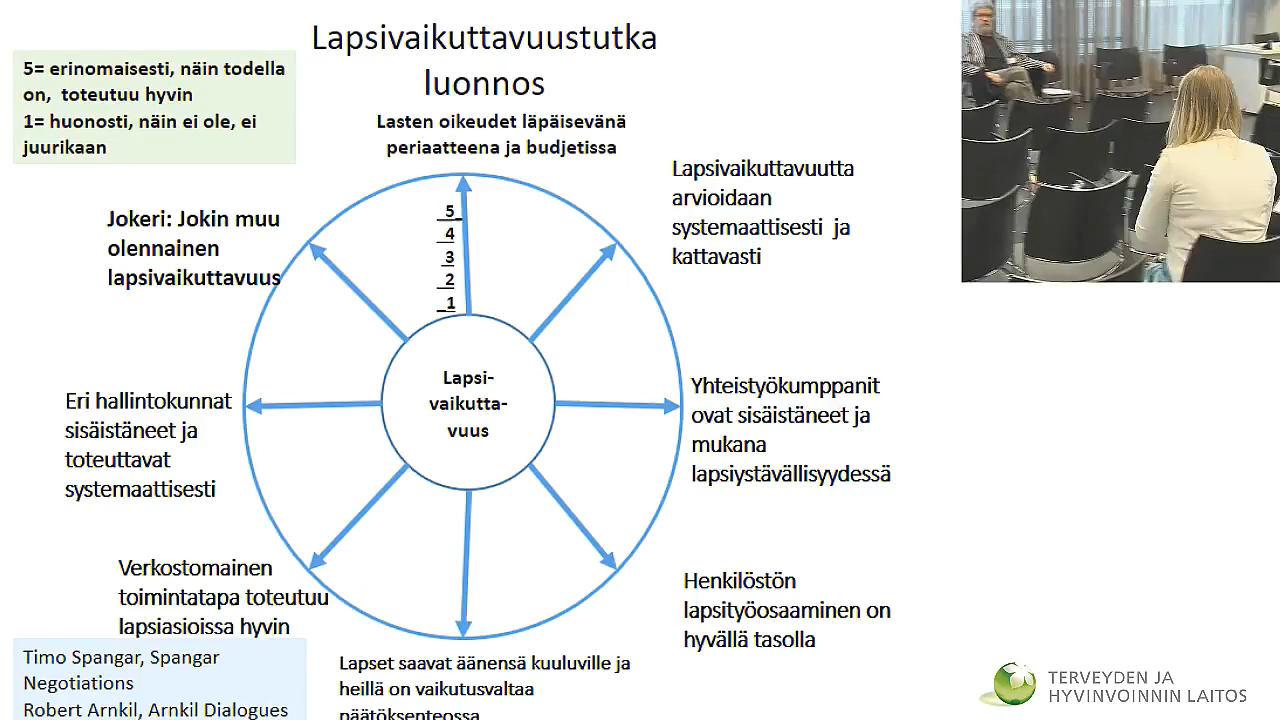 Lapsivaikuttavuustutka
luonnos
5= erinomaisesti, näin todella
on, toteutuu hyvin
1= huonosti, näin ei ole, ei
juurikaan
Lasten oikeudet läpäisevänä
periaatteena ja budjetissa
Lapsivaikuttavuutta
arvioidaan
systemaattisesti ja
kattavasti
Jokeri: Jokin muu
olennainen
lapsivaikuttavuus
5
4
3
2
1
Lapsi-
vaikutta-
vuus
Eri hallintokunnat
sisäistäneet ja
toteuttavat
systemaattisesti
Yhteistyökumppanit
ovat sisäistäneet ja
mukana
lapsiystävällisyydessä
Verkostomainen
toimintatapa toteutuu
lapsiasioissa hyvin
Henkilöstön
lapsityöosaaminen on
hyvällä tasolla
Lapset saavat äänensä kuuluville ja
heillä on vaikutusvaltaa
päätöksenteossa
Timo Spangar, Spangar
Negotiations
Robert Arnkil, Arnkil Dialogues
TERVEYDEN JA
HYVINVOINNIN LAITOS